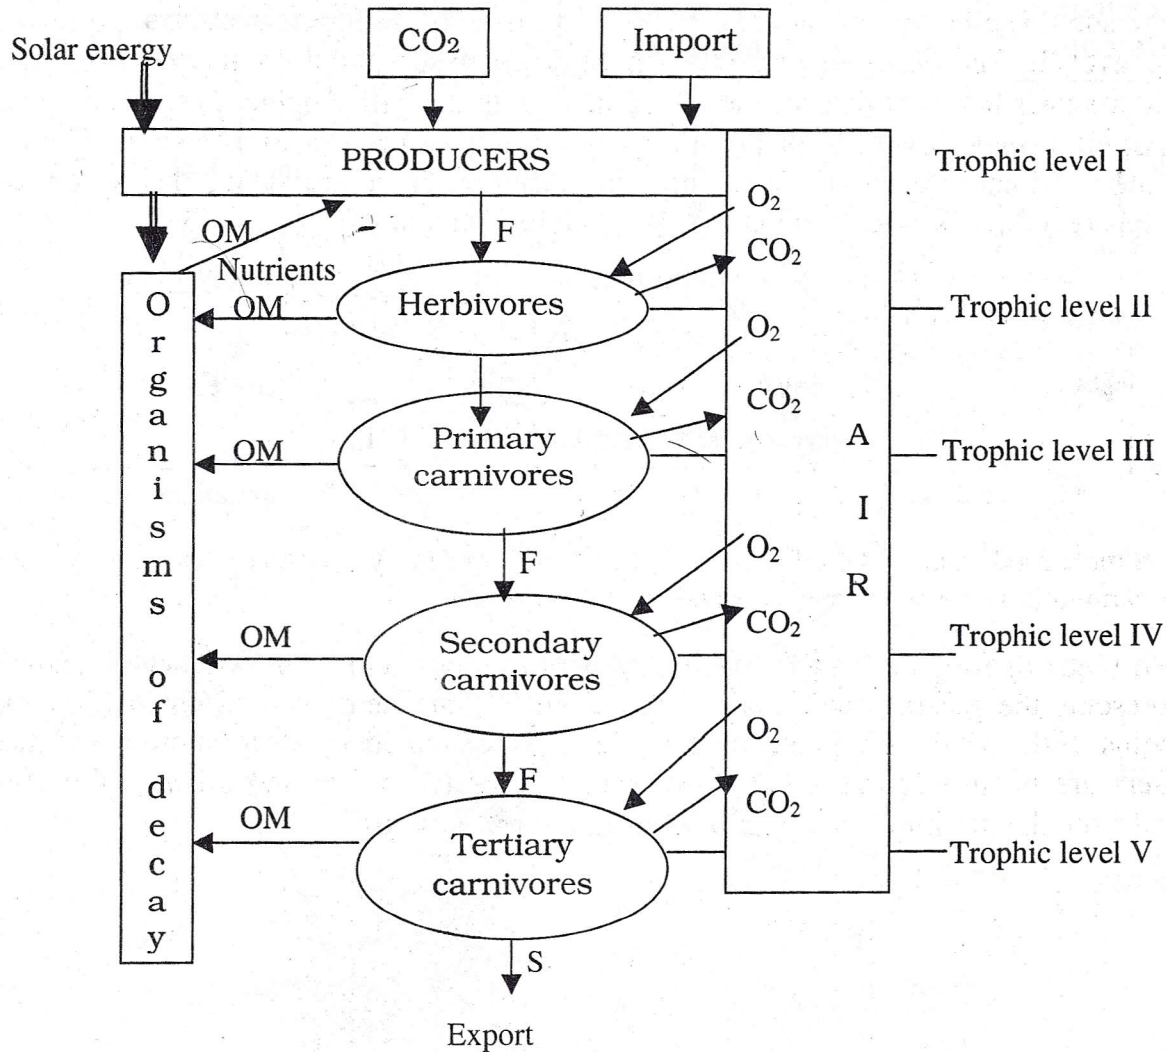 Solar energy
CO₂
Import
PRODUCERS
Trophic level I
OM
Nutrients
F
O₂
CO₂
Herbivores
OM
Trophic level II
O₂
CO₂
Primary
carnivores
OM
Trophic level III
F
O₂
CO₂
Secondary
carnivores
OM
Trophic level IV
F
O₂
CO₂
Tertiary
carnivores
OM
Trophic level V
S
Export
Organisms of decay
AIR